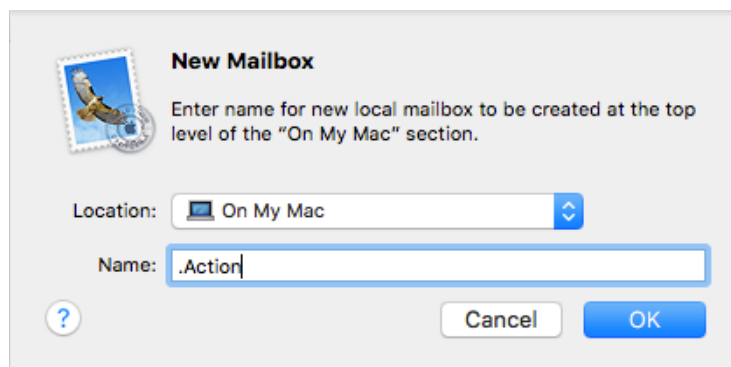 New Mailbox
Enter name for new local mailbox to be created at the top
level of the “On My Mac” section.
Location: On My Mac
Name: .Action
? Cancel OK